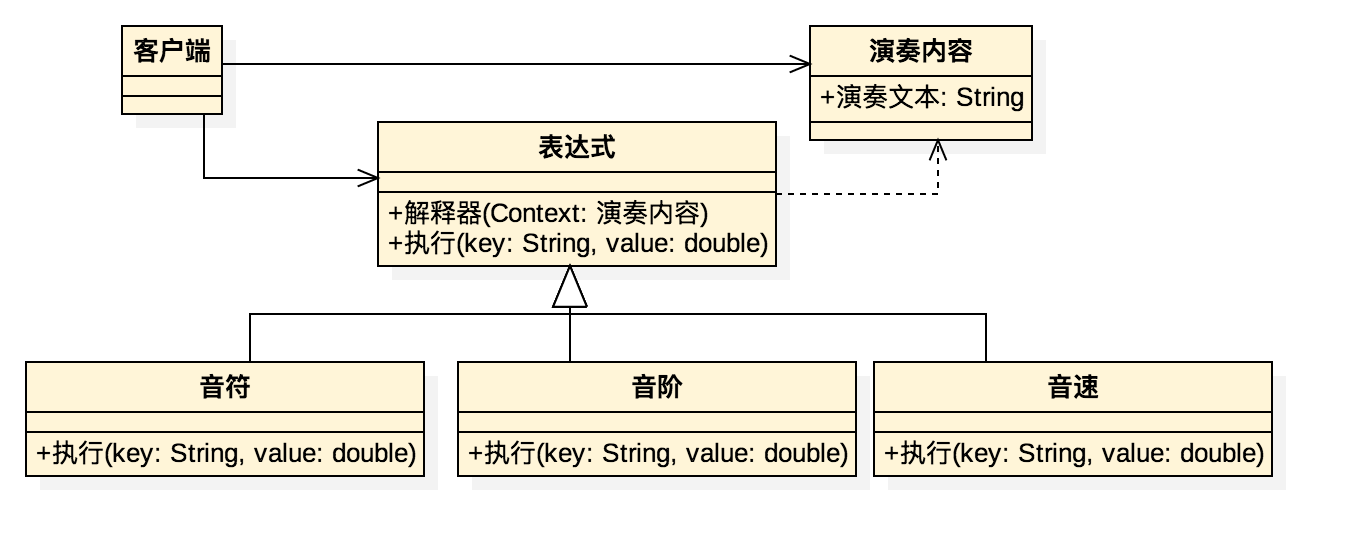 客户端
演奏内容
+演奏文本: String
表达式
+解释器(Context: 演奏内容)
+执行(key: String, value: double)
音符
+执行(key: String, value: double)
音阶
+执行(key: String, value: double)
音速
+执行(key: String, value: double)